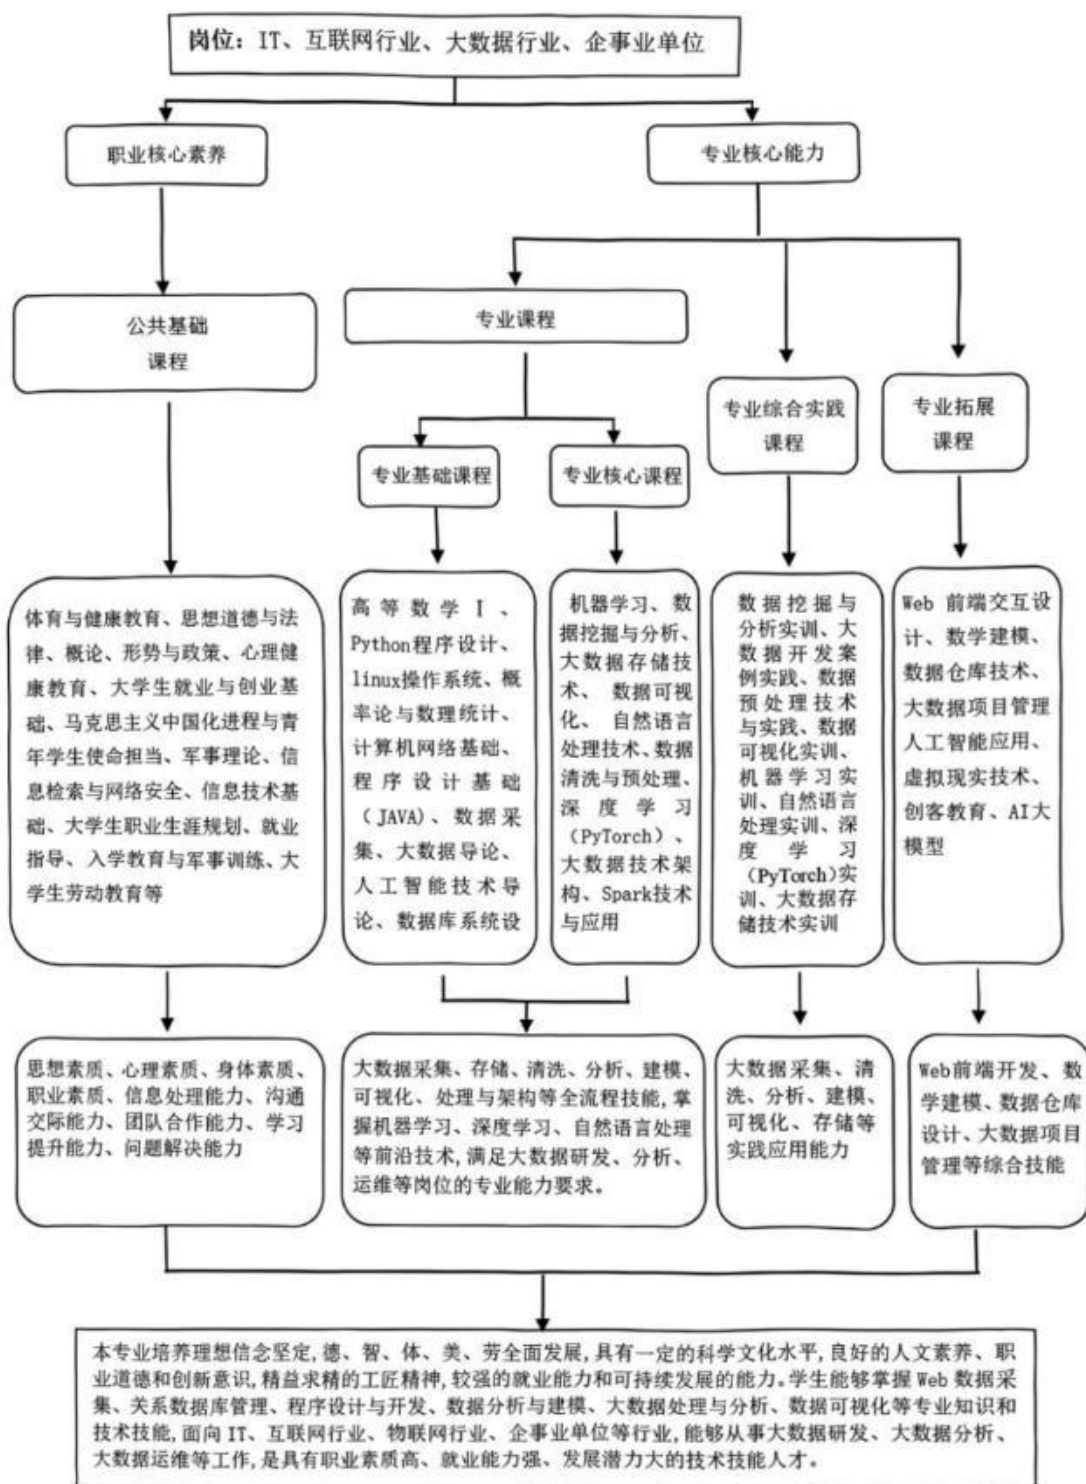 岗位：IT、互联网行业、大数据行业、企事业单位
职业核心素养
专业核心能力
公共基础
课程
专业课程
专业综合实践
课程
专业拓展
课程
专业基础课程
专业核心课程
体育与健康教育、思想道德与法
律、概论、形势与政策、心理健
康教育、大学生就业与创业基
础、马克思主义中国化进程与青
年学生使命担当、军事理论、信
息检索与网络安全、信息技术基
础、大学生职业生涯规划、就业
指导、入学教育与军事训练、大
学生劳动教育等
高等数学Ⅰ、
Python程序设计、
linux操作系统、概
率论与数理统计、
计算机网络基础、
程序设计基础
（JAVA)、数据采
集、大数据导论、
人工智能技术导
论、数据库系统设
机器学习、数
据挖掘与分析、
大数据存储技
术、数据可视
化、自然语言
处理技术、数据
清洗与预处理、
深度学习
(PyTorch)、
大数据技术架
构、Spark技术
与应用
数据挖掘与
分析实训、大
数据开发案
例实践、数据
预处理技术
与实践、数据
可视化实训、
机器学习实
训、自然语言
处理实训、深
度学习
(PyTorch)实
训、大数据存
储技术实训
Web 前端交互设
计、数学建模、
数据仓库技术、
大数据项目管理
人工智能应用、
虚拟现实技术、
创客教育、AI大
模型
思想素质、心理素质、身体素质、
职业素质、信息处理能力、沟通
交际能力、团队合作能力、学习
提升能力、问题解决能力
大数据采集、存储、清洗、分析、建模、
可视化、处理与架构等全流程技能,掌
握机器学习、深度学习、自然语言处理
等前沿技术,满足大数据研发、分析、
运维等岗位的专业能力要求。
大数据采集、清
洗、分析、建模、
可视化、存储等
实践应用能力
Web前端开发、数
学建模、数据仓库
设计、大数据项目
管理等综合技能
本专业培养理想信念坚定,德、智、体、美、劳全面发展,具有一定的科学文化水平,良好的人文素养、职
业道德和创新意识,精益求精的工匠精神,较强的就业能力和可持续发展的能力。学生能够掌握 Web 数据采
集、关系数据库管理、程序设计与开发、数据分析与建模、大数据处理与分析、数据可视化等专业知识和
技术技能,面向 IT、互联网行业、物联网行业、企事业单位等行业,能够从事大数据研发、大数据分析、
大数据运维等工作,是具有职业素质高、就业能力强、发展潜力大的技术技能人才。